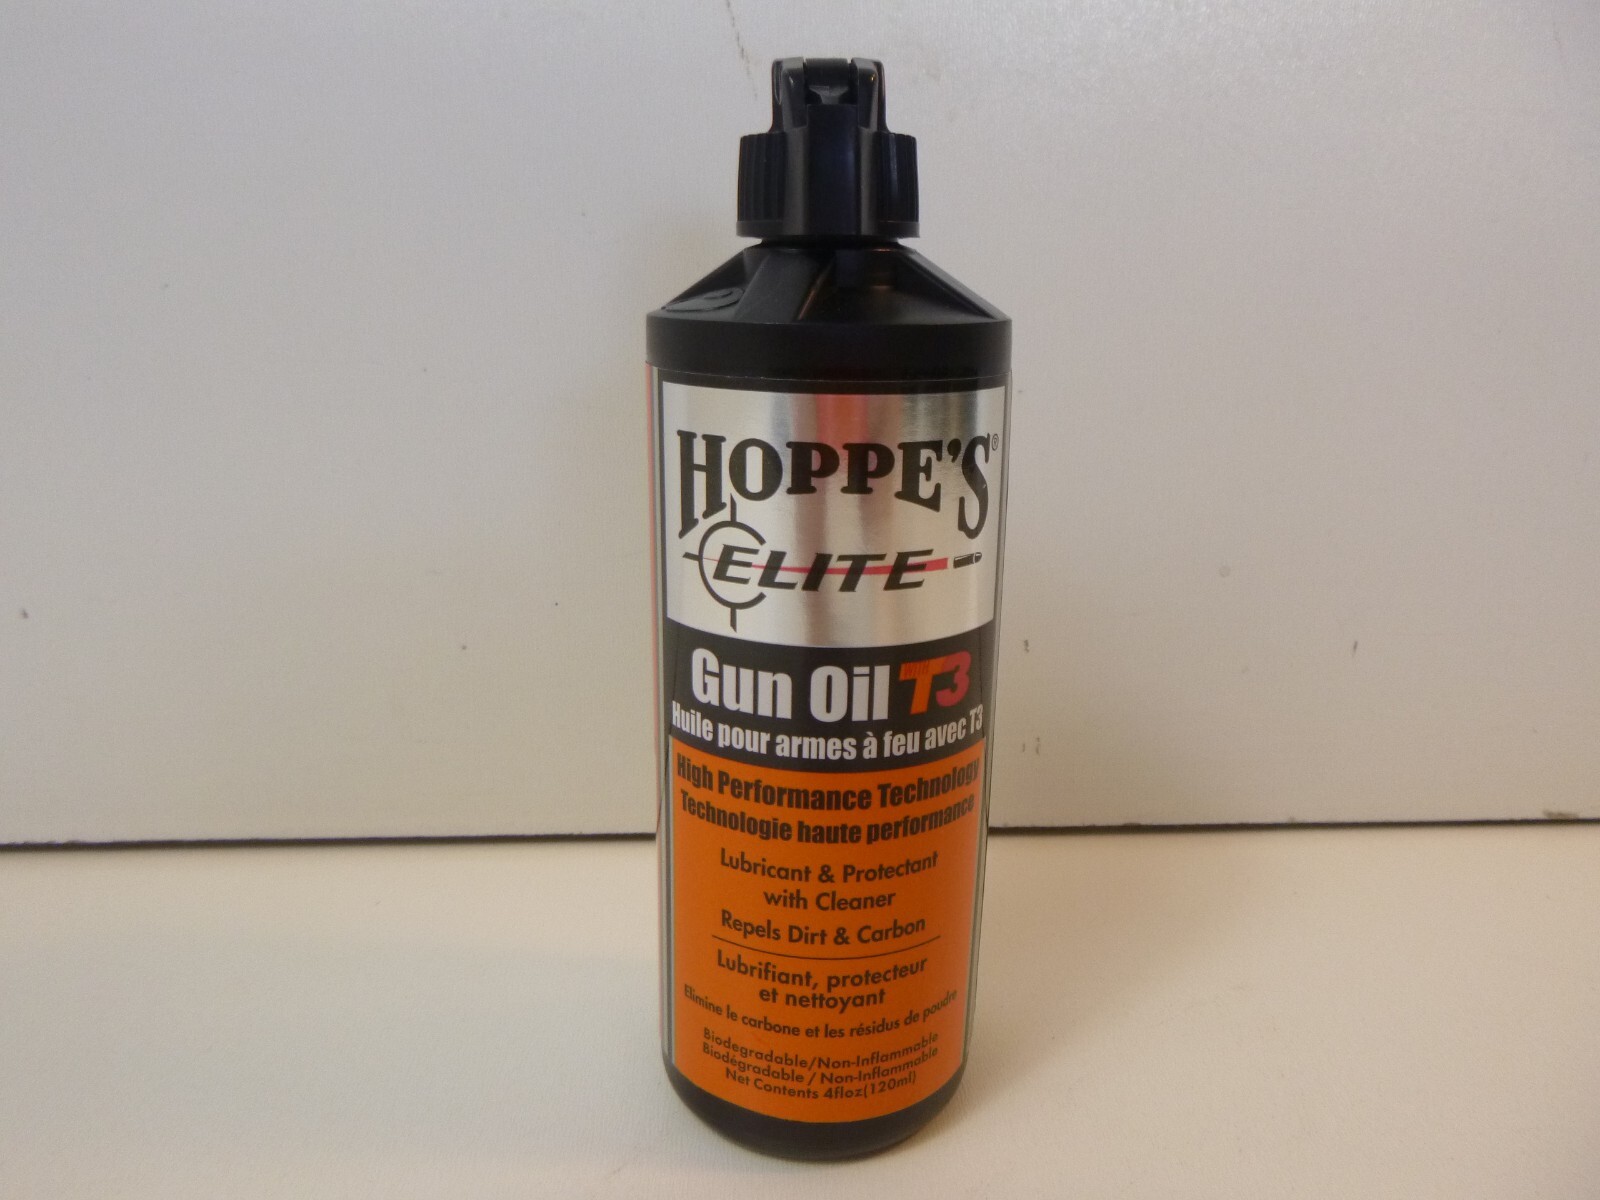 HOPPE'S®
ELITE
Gun Oil T3
Huile pour armes à feu avec T3
High Performance Technology
Technologie haute performance
Lubricant & Protectant
with Cleaner
Repels Dirt & Carbon
Lubrifiant, protecteur
et nettoyant
Elimine le carbone et les résidus de poudre
Biodegradable/Non-Inflammable
Biodégradable / Non-Inflammable
Net Contents 4floz(120ml)